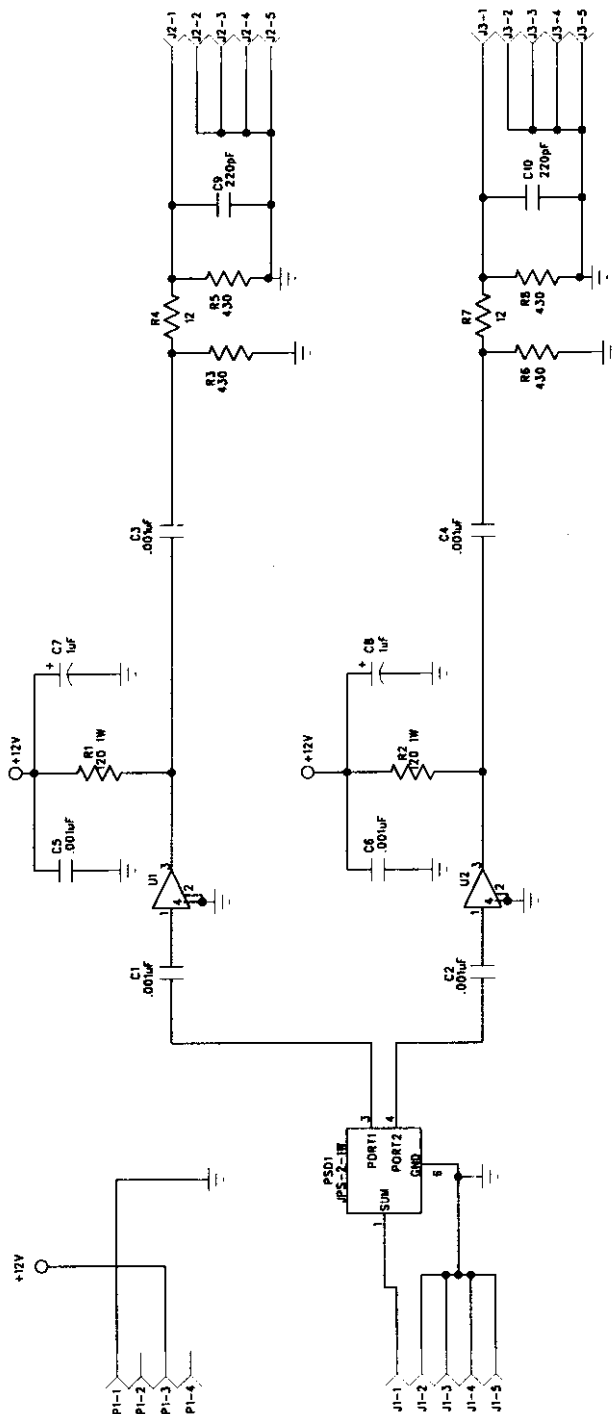 P1-1
P1-2
P1-3
P1-4
+12V
J1-1
J1-2
J1-3
J1-4
J1-5
PSD1
JPS-2-1W
SUM
PORT1
PORT2
GND
1
3
4
6
C1
.001uF
U1
1
3
4
2
+12V
C5
.001uF
R1
120 1W
C7
1uF
+
C3
.001uF
R3
430
R4
12
R5
430
C9
220pF
J2-1
J2-2
J2-3
J2-4
J2-5
C2
.001uF
U2
1
3
4
2
+12V
C6
.001uF
R2
120 1W
C8
1uF
+
C4
.001uF
R6
430
R7
12
R8
430
C10
220pF
J3-1
J3-2
J3-3
J3-4
J3-5